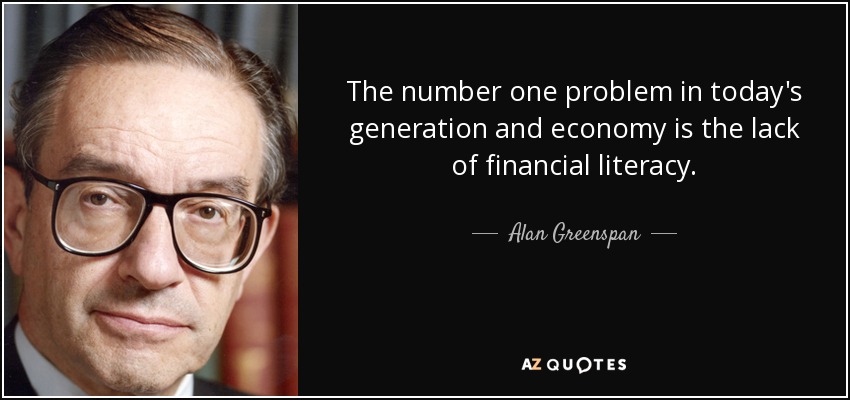 The number one problem in today's
generation and economy is the lack
of financial literacy.
Alan Greenspan
AZ QUOTES